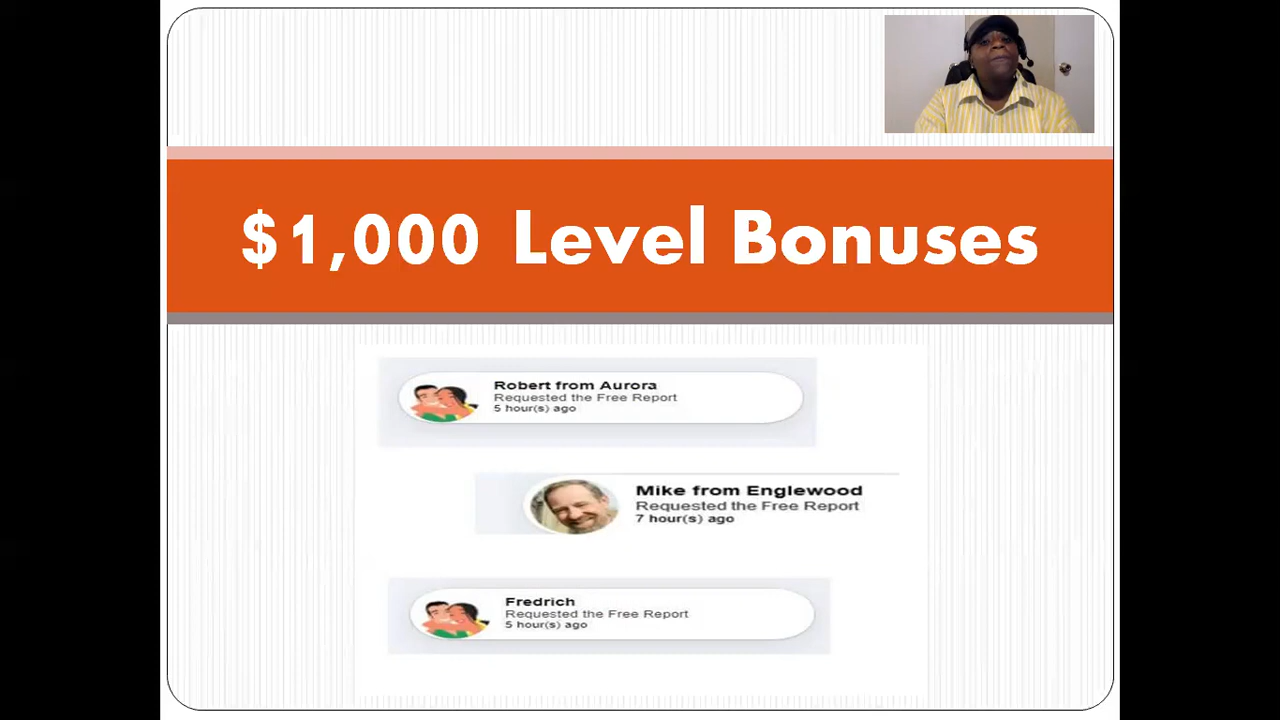 $1,000 Level Bonuses
Robert from Aurora
Requested the Free Report
5 hour(s) ago
Mike from Englewood
Requested the Free Report
7 hour(s) ago
Fredrich
Requested the Free Report
5 hour(s) ago